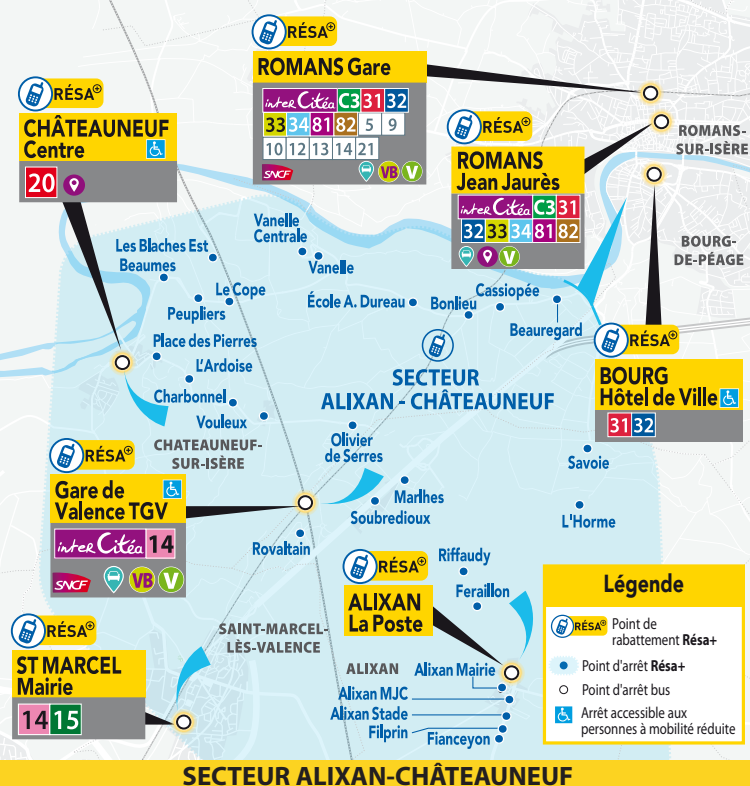 RÉSA⊕
ROMANS Gare
inter Citéa C3 31 32
33 34 81 82 5 9
10 12 13 14 21
SNCF VB V
RÉSA⊕
CHÂTEAUNEUF
Centre
20
RÉSA⊕
ROMANS
Jean Jaurès
inter Citéa C3 31
32 33 34 81 82
V
ROMANS-
SUR-ISÈRE
BOURG-
DE-PÉAGE
Vanelle
Centrale
Vanelle
Les Blaches Est
Beaumes
Le Cope
Peupliers
École A. Dureau
Bonlieu
Cassiopée
Beauregard
Place des Pierres
L'Ardoise
Charbonnel
Vouleux
CHATEAUNEUF-
SUR-ISÈRE
SECTEUR
ALIXAN - CHÂTEAUNEUF
RÉSA⊕
BOURG
Hôtel de Ville
31 32
Olivier
de Serres
Savoie
L'Horme
RÉSA⊕
Gare de
Valence TGV
inter Citéa 14
SNCF VB V
Marlhes
Soubredioux
Rovaltain
Riffaudy
Feraillon
RÉSA⊕
ALIXAN
La Poste
SAINT-MARCEL-
LÈS-VALENCE
RÉSA⊕
ST MARCEL
Mairie
14 15
ALIXAN
Alixan Mairie
Alixan MJC
Alixan Stade
Filprin
Fianceyon
Légende
RÉSA⊕ Point de
rabattement Résa+
Point d'arrêt Résa+
Point d'arrêt bus
Arrêt accessible aux
personnes à mobilité réduite
SECTEUR ALIXAN-CHÂTEAUNEUF